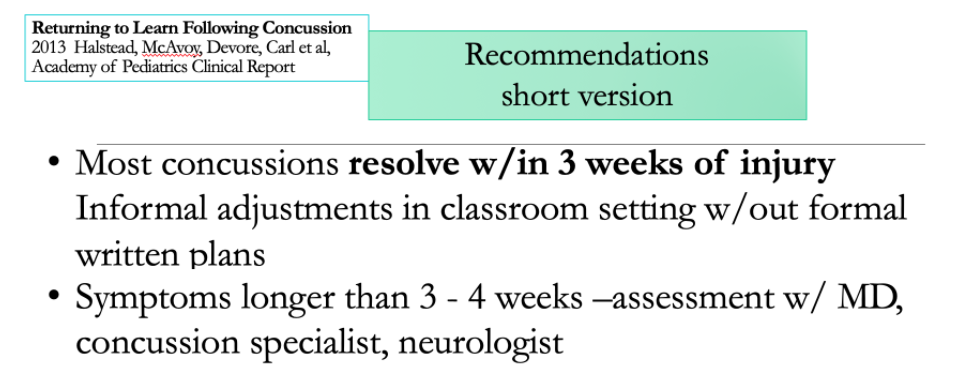 Returning to Learn Following Concussion
2013 Halstead, McAvoy, Devore, Carl et al,
Academy of Pediatrics Clinical Report
Recommendations
short version
• Most concussions resolve w/in 3 weeks of injury
Informal adjustments in classroom setting w/out formal
written plans
• Symptoms longer than 3 - 4 weeks –assessment w/ MD,
concussion specialist, neurologist